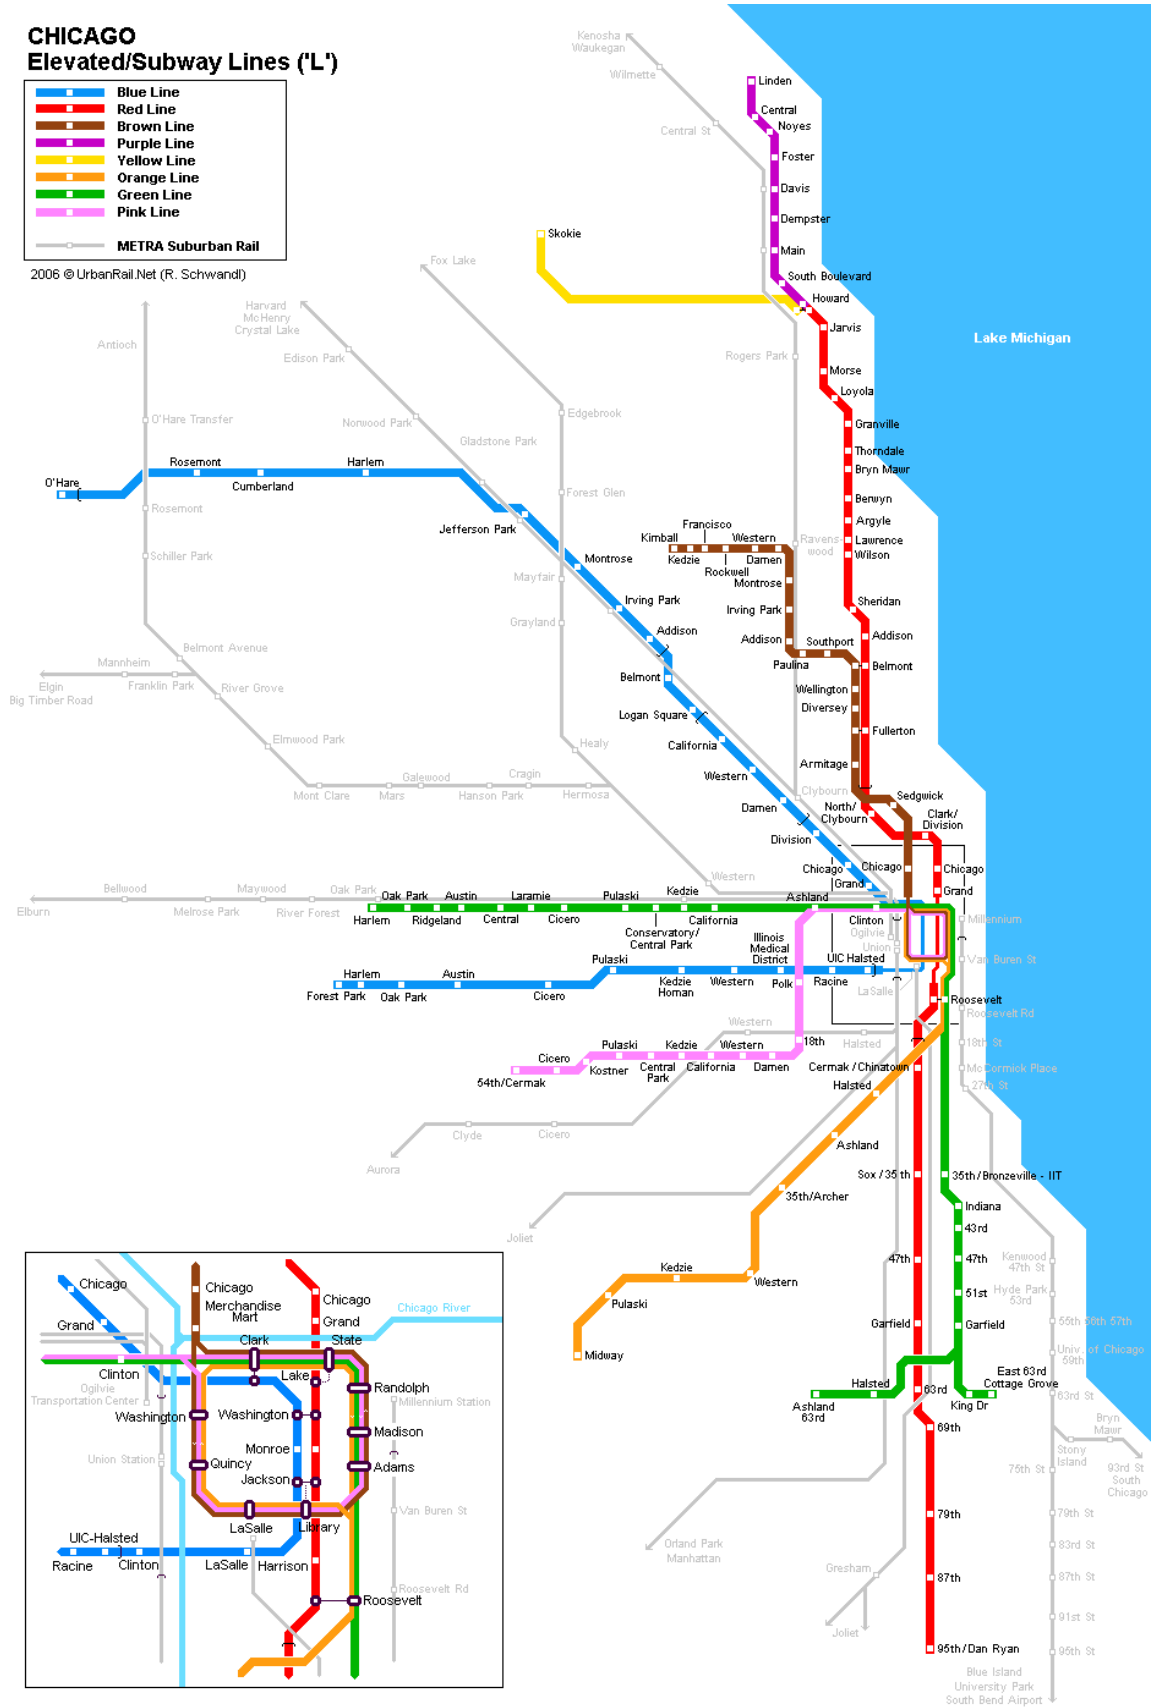 CHICAGO
Elevated/Subway Lines ('L')
Blue Line
Red Line
Brown Line
Purple Line
Yellow Line
Orange Line
Green Line
Pink Line
METRA Suburban Rail
2006 © UrbanRail.Net (R. Schwandl)
Kenosha
Waukegan
Wilmette
Central St
Linden
Central
Noyes
Foster
Davis
Dempster
Main
South Boulevard
Howard
Skokie
Fox Lake
Harvard
McHenry
Crystal Lake
Antioch
Edison Park
Rogers Park
Lake Michigan
Jarvis
Morse
Loyola
Granville
Thorndale
Bryn Mawr
Berwyn
Argyle
Lawrence
Wilson
Sheridan
Addison
Belmont
Fullerton
O'Hare Transfer
Norwood Park
Gladstone Park
Edgebrook
Forest Glen
Rosemont
Cumberland
Harlem
O'Hare
Rosemont
Schiller Park
Jefferson Park
Montrose
Mayfair
Irving Park
Grayland
Addison
Belmont
Logan Square
California
Western
Damen
Division
Chicago
Grand
Francisco
Kimball
Western
Kedzie
Damen
Rockwell
Ravens-
wood
Montrose
Irving Park
Addison
Southport
Paulina
Wellington
Diversey
Armitage
Sedgwick
Clybourn
North/
Clybourn
Clark/
Division
Chicago
Chicago
Grand
Belmont Avenue
Mannheim
Franklin Park
River Grove
Elgin
Big Timber Road
Elmwood Park
Mont Clare
Mars
Galewood
Hanson Park
Cragin
Hermosa
Healy
Western
Elburn
Bellwood
Melrose Park
Maywood
River Forest
Oak Park
Harlem
Oak Park
Ridgeland
Austin
Central
Laramie
Cicero
Pulaski
Conservatory/
Central Park
Kedzie
California
Ashland
Clinton
Ogilvie
Union
Millennium
Van Buren St
LaSalle
Roosevelt
Roosevelt Rd
18th St
McCormick Place
27th St
Forest Park
Harlem
Oak Park
Austin
Cicero
Pulaski
Kedzie
Homan
Western
Illinois
Medical
District
Polk
Racine
UIC Halsted
18th
Western
Halsted
54th/Cermak
Cicero
Kostner
Pulaski
Central
Park
Kedzie
California
Western
Damen
Clyde
Cicero
Aurora
Joliet
Cermak/Chinatown
Halsted
Ashland
35th/Archer
Western
Kedzie
Pulaski
Midway
Sox/35th
35th/Bronzeville - IIT
Indiana
43rd
47th
47th
51st
Garfield
Garfield
Halsted
Ashland
63rd
63rd
East 63rd
Cottage Grove
King Dr
69th
79th
87th
95th/Dan Ryan
Kenwood
47th St
Hyde Park
53rd
55th 56th 57th
Univ. of Chicago
59th
63rd St
Bryn
Mawr
Stony
Island
93rd St
South
Chicago
75th St
79th St
83rd St
87th St
91st St
95th St
Blue Island
University Park
South Bend Airport
Orland Park
Manhattan
Gresham
Joliet
Chicago
Grand
Clinton
Ogilvie
Transportation Center
Washington
Union Station
Quincy
Chicago
Merchandise
Mart
Clark
State
Chicago
Grand
Chicago River
Lake
Randolph
Washington
Millennium Station
Madison
Monroe
Adams
Jackson
LaSalle
Library
Van Buren St
UIC-Halsted
Racine
Clinton
LaSalle
Harrison
Roosevelt Rd
Roosevelt